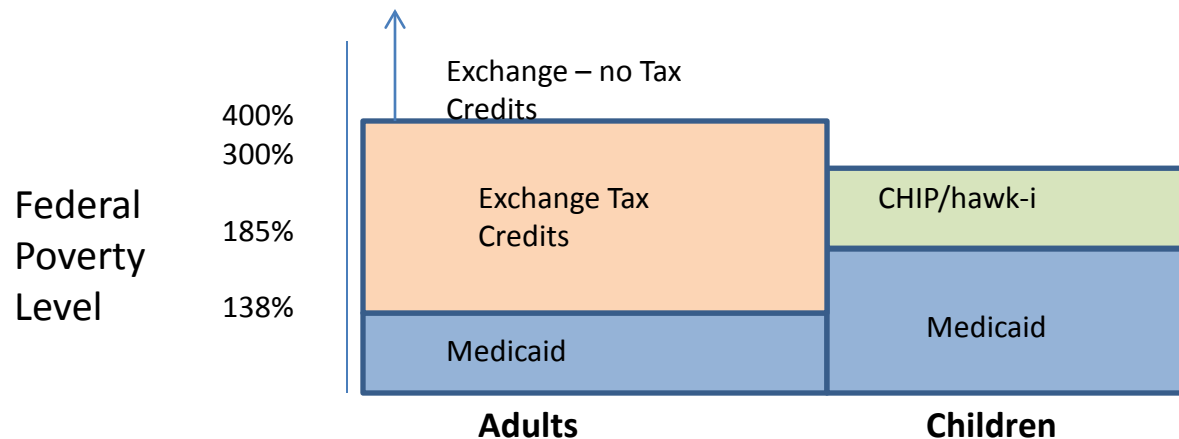 Exchange – no Tax
Credits
400%
300%
Federal
Poverty
Level
185%
138%
Exchange Tax
Credits
CHIP/hawk-i
Medicaid
Medicaid
Adults
Children